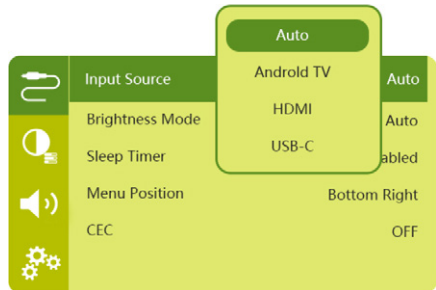 Auto
Androld TV
HDMI
USB-C
Input Source Auto
Brightness Mode Auto
Sleep Timer abled
Menu Position Bottom Right
CEC OFF